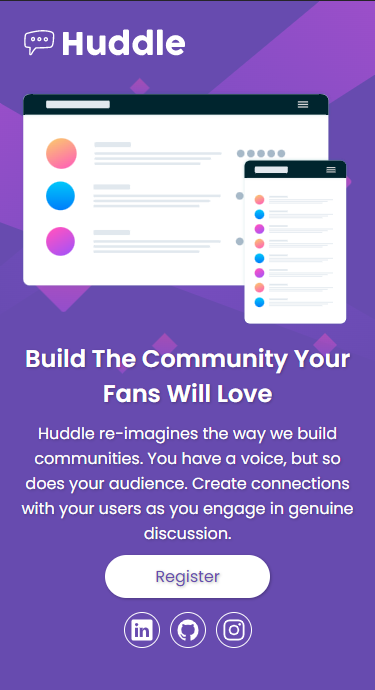 Huddle
Build The Community Your
Fans Will Love
Huddle re-imagines the way we build
communities. You have a voice, but so
does your audience. Create connections
with your users as you engage in genuine
discussion.
Register